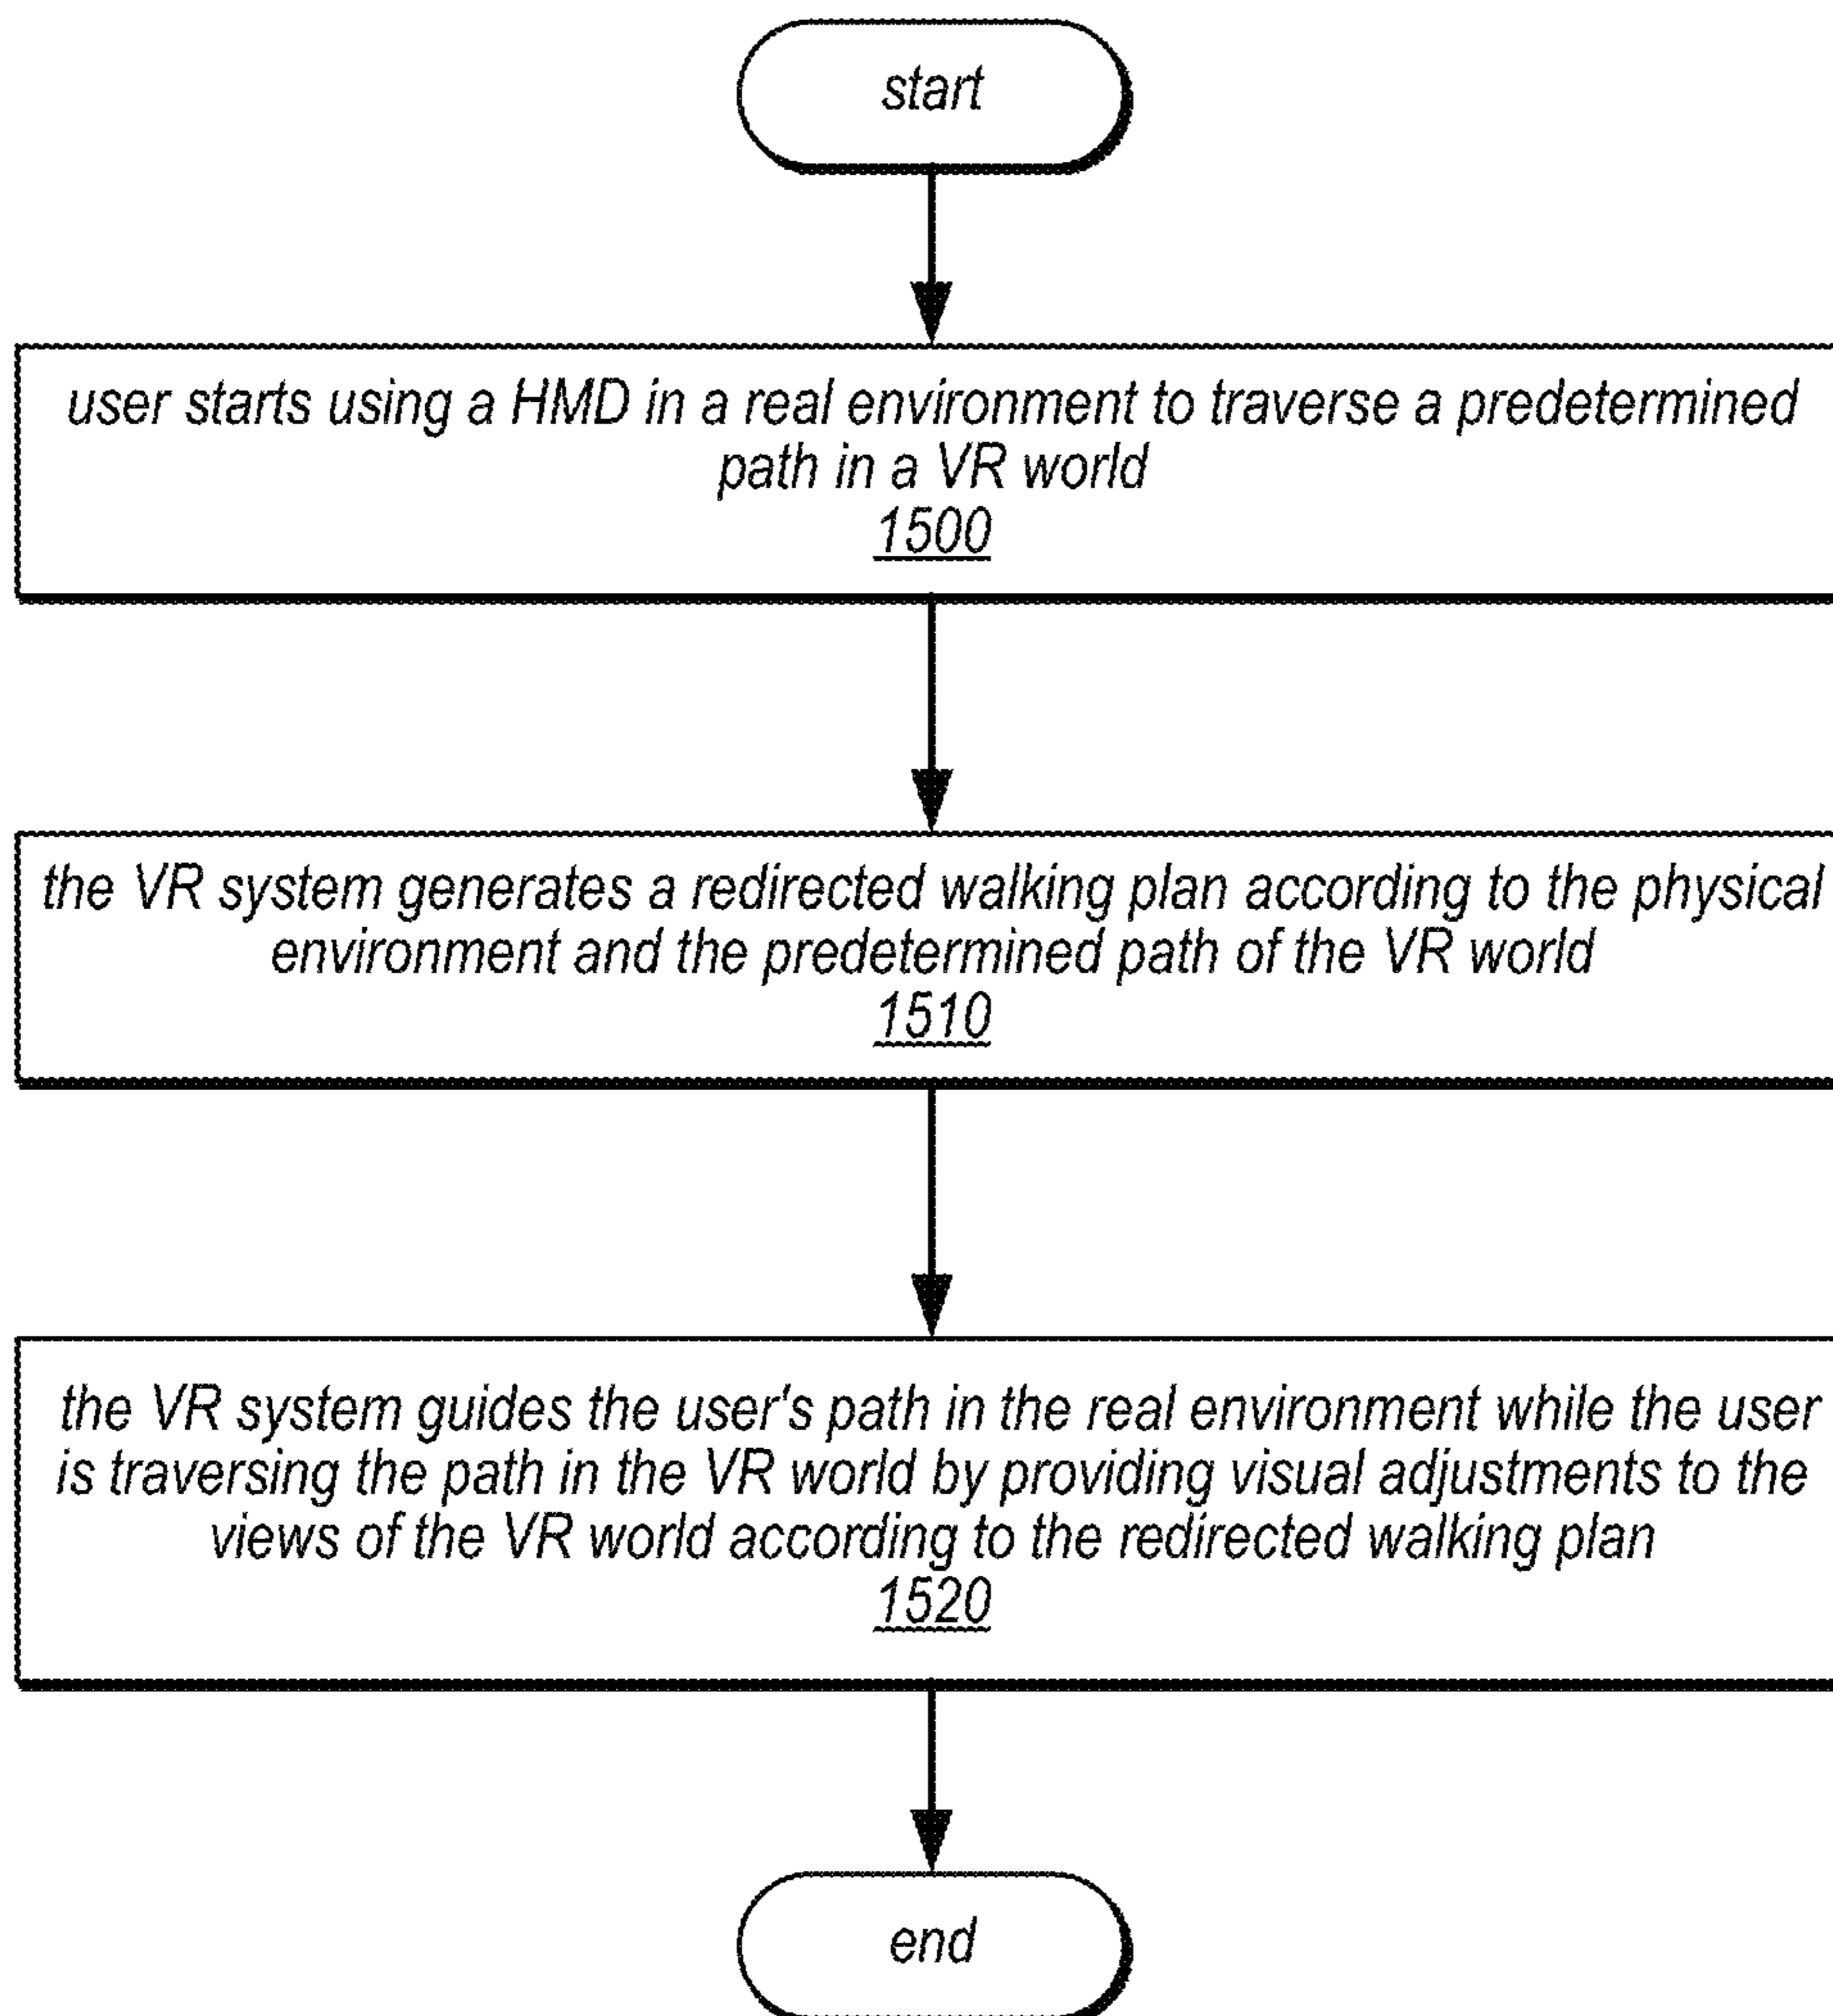 start
user starts using a HMD in a real environment to traverse a predetermined
path in a VR world
1500
the VR system generates a redirected walking plan according to the physical
environment and the predetermined path of the VR world
1510
the VR system guides the user's path in the real environment while the user
is traversing the path in the VR world by providing visual adjustments to the
views of the VR world according to the redirected walking plan
1520
end